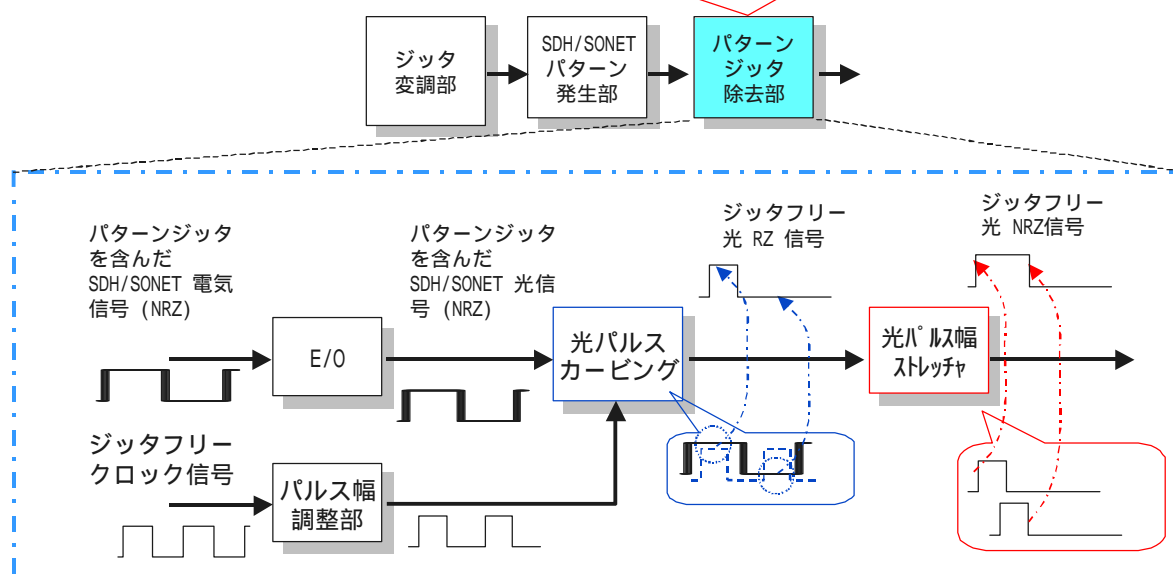 ジッタ
変調部
SDH/SONET
パターン
発生部
パターン
ジッタ
除去部
パターンジッタ
を含んだ
SDH/SONET 電気
信号 (NRZ)
パターンジッタ
を含んだ
SDH/SONET 光信
号 (NRZ)
ジッタフリー
光 RZ 信号
ジッタフリー
光 NRZ信号
E/O
光パルス
カービング
光パルス幅
ストレッチャ
ジッタフリー
クロック信号
パルス幅
調整部